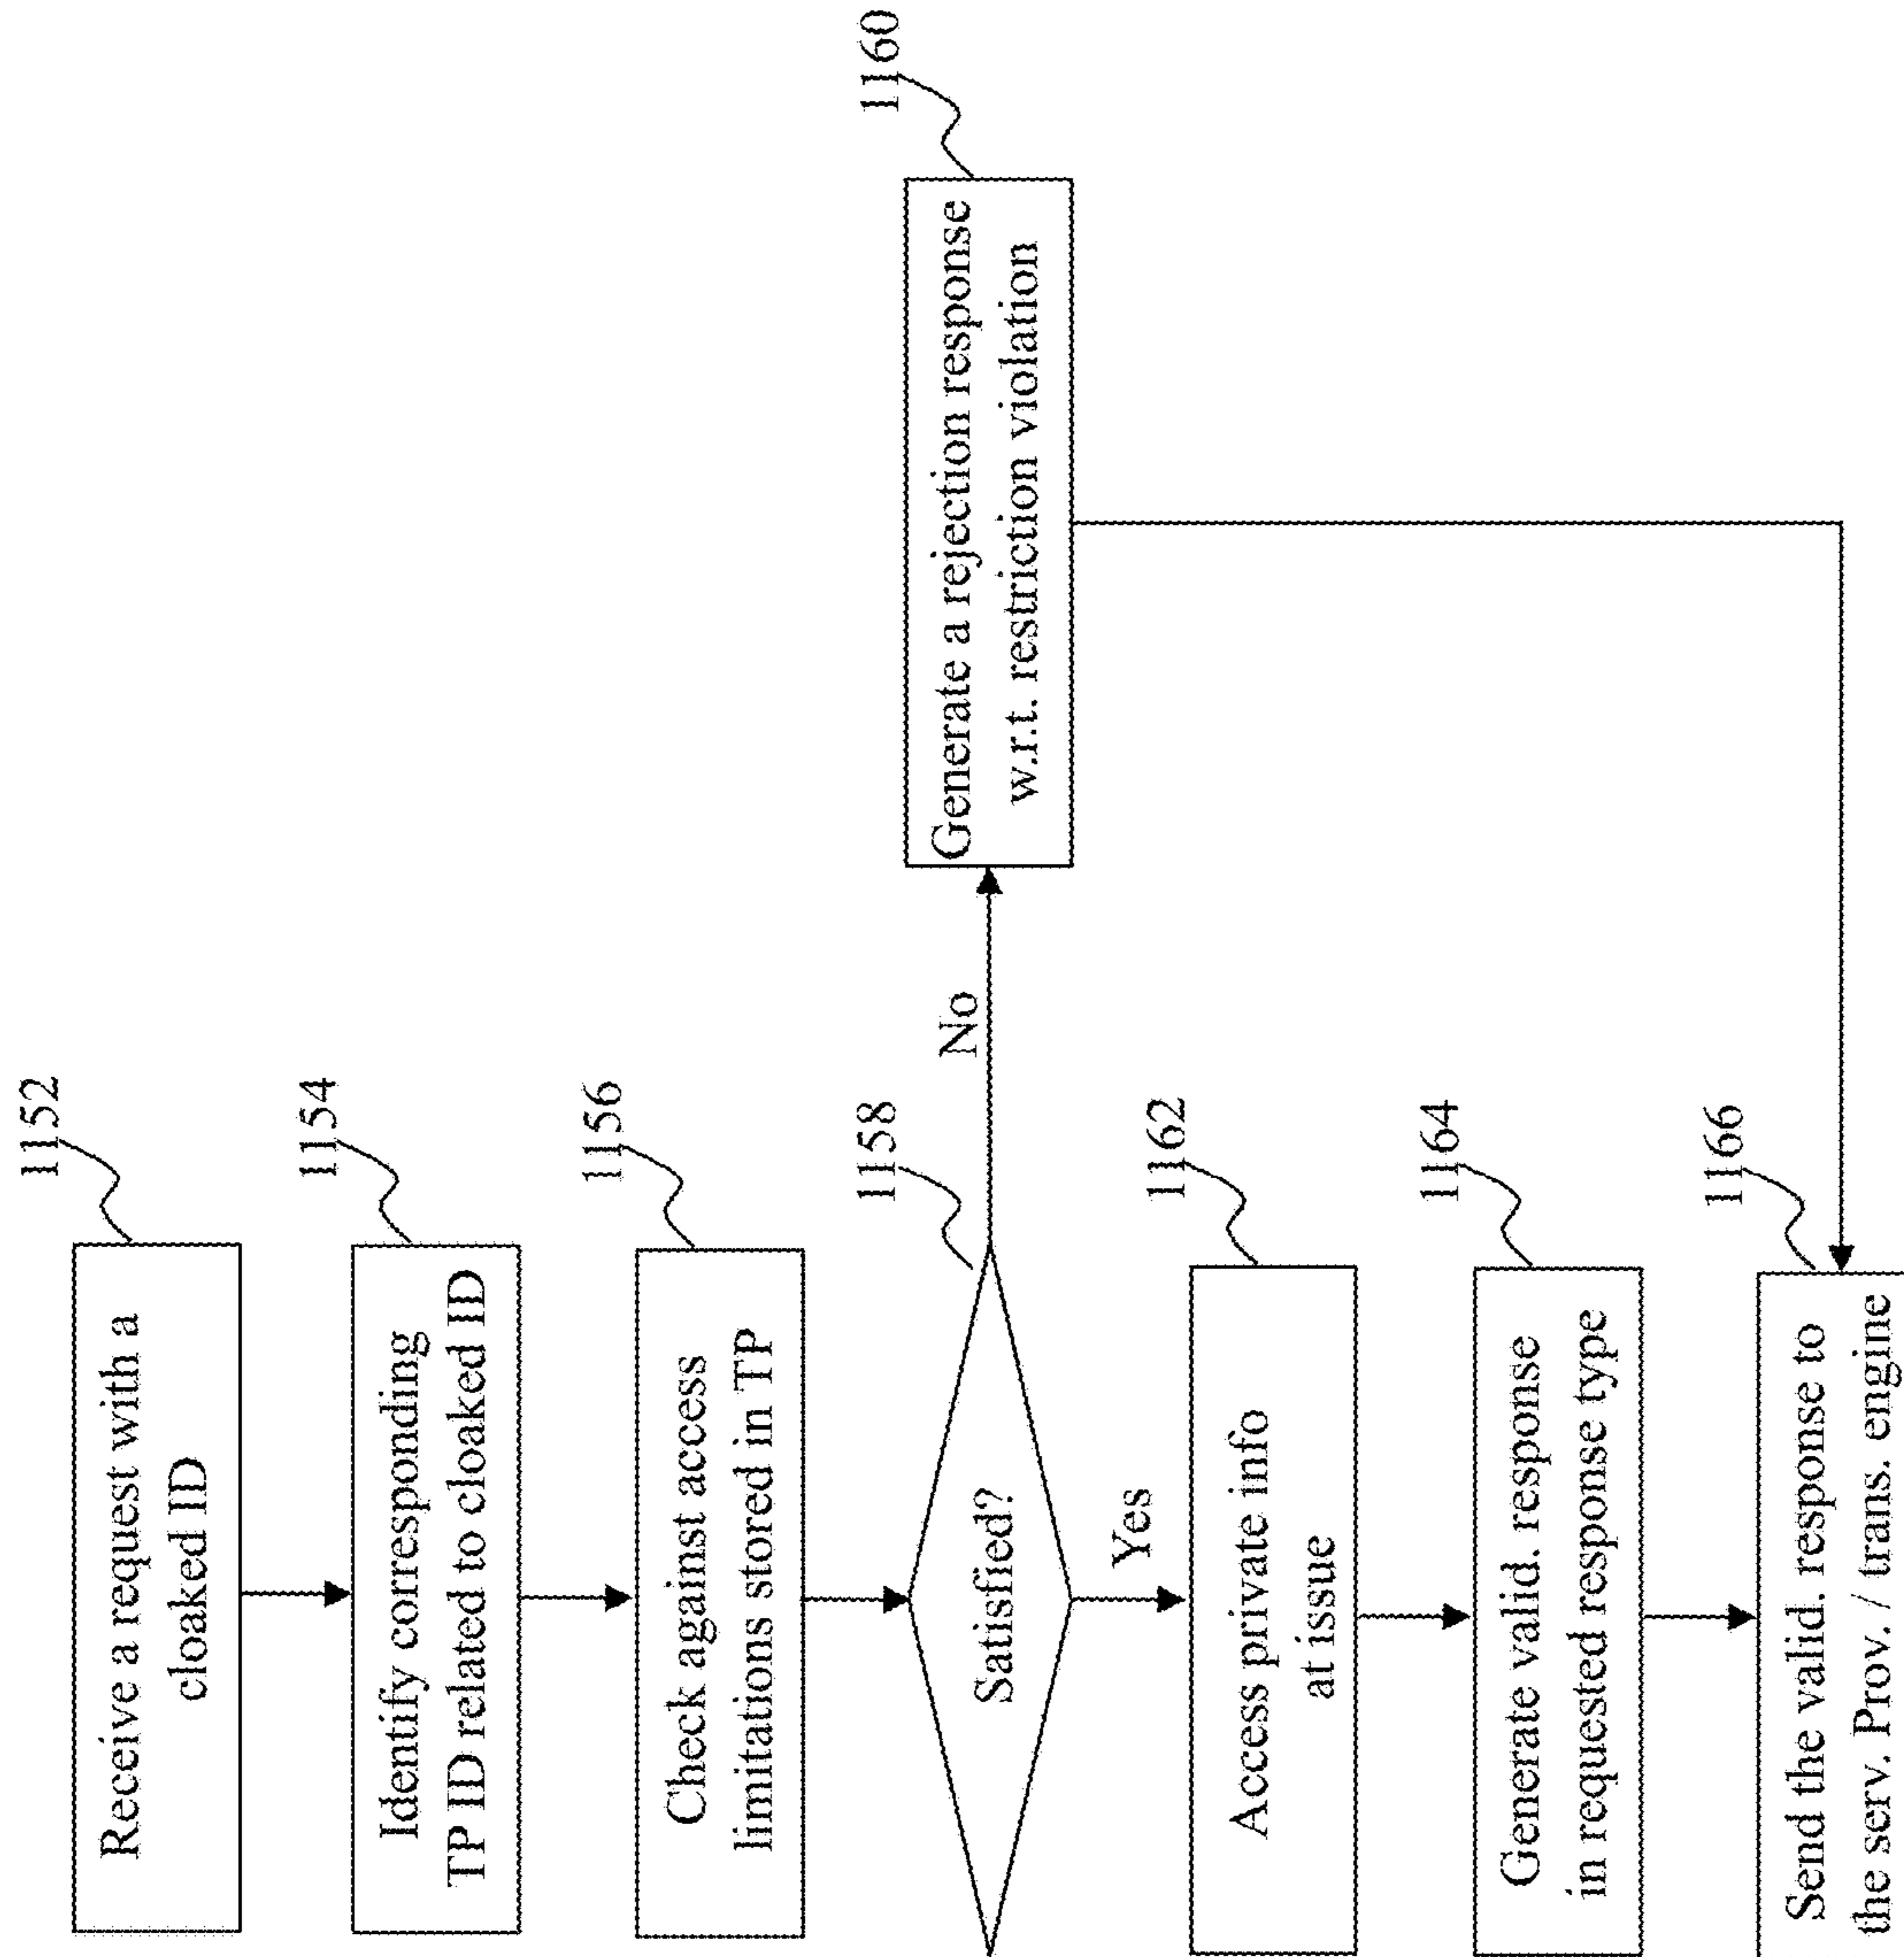 1152
Receive a request with a
cloaked ID
1154
Identify corresponding
TP ID related to cloaked ID
1156
Check against access
limitations stored in TP
1158
Satisfied?
No
1160
Generate a rejection response
w.r.t. restriction violation
Yes
1162
Access private info
at issue
1164
Generate valid. response
in requested response type
1166
Send the valid. response to
the serv. Prov. / trans. engine